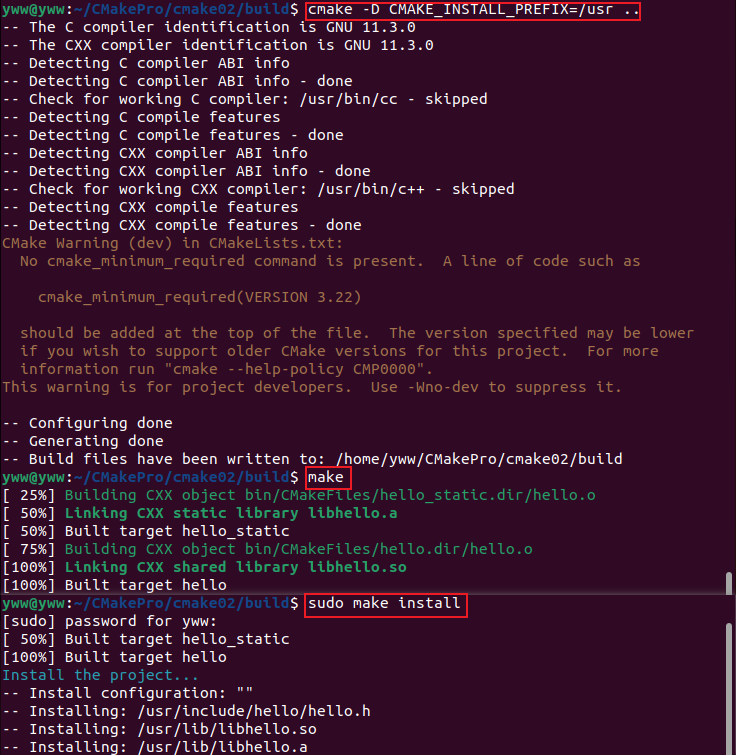 yww@yww:~/CMakePro/cmake02/build$ cmake -D CMAKE_INSTALL_PREFIX=/usr ..
-- The C compiler identification is GNU 11.3.0
-- The CXX compiler identification is GNU 11.3.0
-- Detecting C compiler ABI info
-- Detecting C compiler ABI info - done
-- Check for working C compiler: /usr/bin/cc - skipped
-- Detecting C compile features
-- Detecting C compile features - done
-- Detecting CXX compiler ABI info
-- Detecting CXX compiler ABI info - done
-- Check for working CXX compiler: /usr/bin/c++ - skipped
-- Detecting CXX compile features
-- Detecting CXX compile features - done
CMake Warning (dev) in CMakeLists.txt:
  No cmake_minimum_required command is present.  A line of code such as

    cmake_minimum_required(VERSION 3.22)

  should be added at the top of the file.  The version specified may be lower
  if you wish to support older CMake versions for this project.  For more
  information run "cmake --help-policy CMP0000".
This warning is for project developers.  Use -Wno-dev to suppress it.

-- Configuring done
-- Generating done
-- Build files have been written to: /home/yww/CMakePro/cmake02/build
yww@yww:~/CMakePro/cmake02/build$ make
[ 25%] Building CXX object bin/CMakeFiles/hello_static.dir/hello.o
[ 50%] Linking CXX static library libhello.a
[ 50%] Built target hello_static
[ 75%] Building CXX object bin/CMakeFiles/hello.dir/hello.o
[100%] Linking CXX shared library libhello.so
[100%] Built target hello
yww@yww:~/CMakePro/cmake02/build$ sudo make install
[sudo] password for yww:
[ 50%] Built target hello_static
[100%] Built target hello
Install the project...
-- Install configuration: ""
-- Installing: /usr/include/hello/hello.h
-- Installing: /usr/lib/libhello.so
-- Installing: /usr/lib/libhello.a